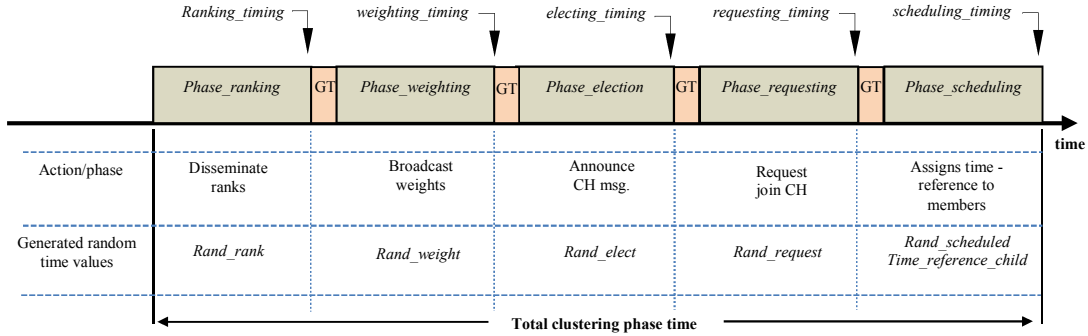 Ranking_timing weighting_timing electing_timing requesting_timing scheduling_timing
Phase_ranking GT Phase_weighting GT Phase_election GT Phase_requesting GT Phase_scheduling
time
Action/phase
Disseminate
ranks
Broadcast
weights
Announce
CH msg.
Request
join CH
Assigns time -
reference to
members
Generated random
time values
Rand_rank
Rand_weight
Rand_elect
Rand_request
Rand_scheduled
Time_reference_child
Total clustering phase time